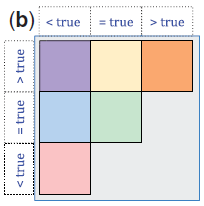 (b) < true = true > true
> true
= true
< true